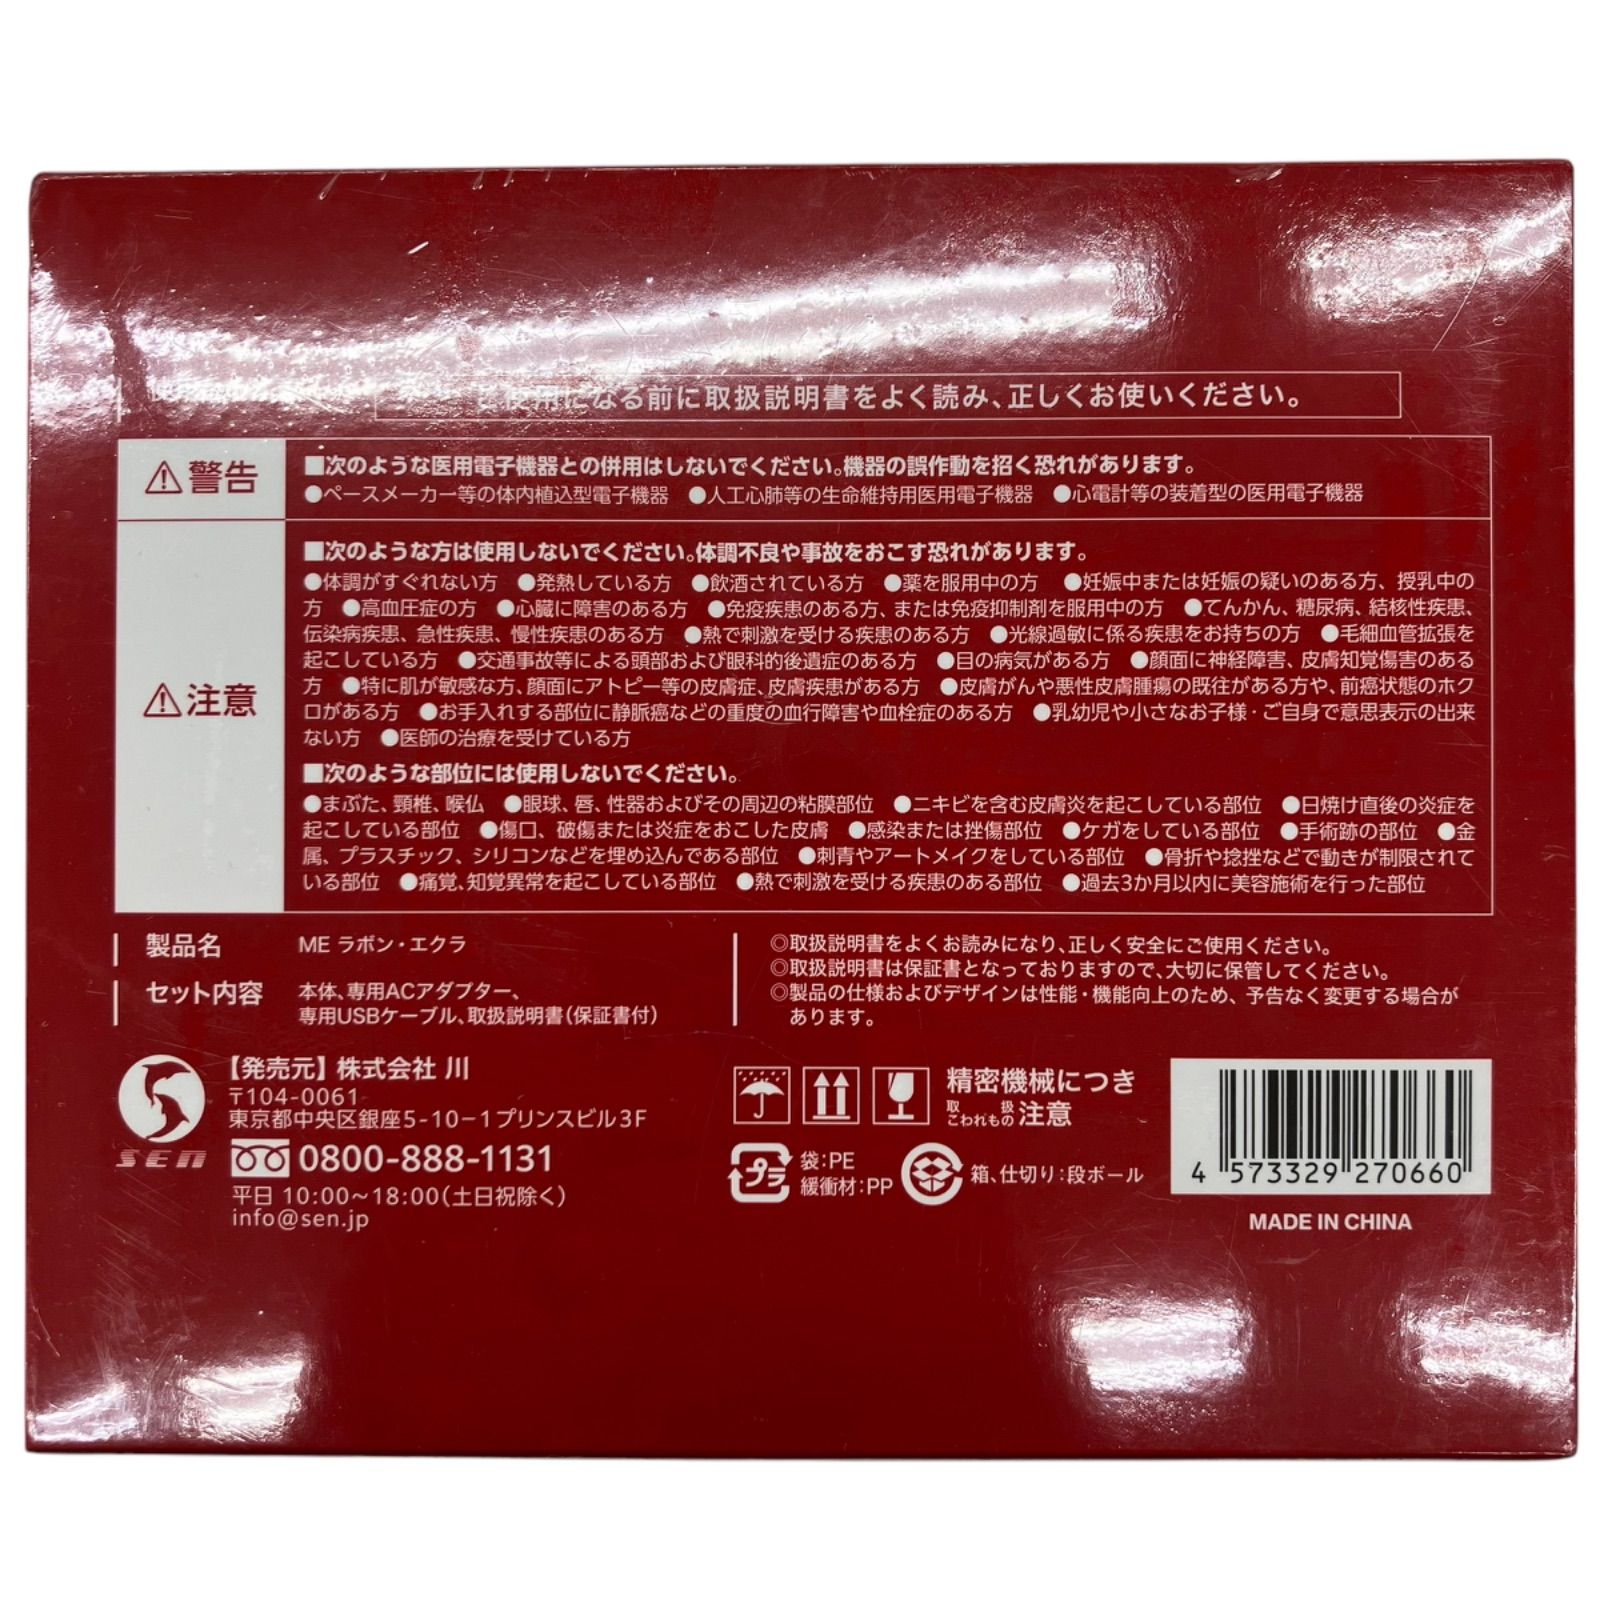 ご使用になる前に取扱説明書をよく読み、正しくお使いください。
警告
■次のような医用電子機器との併用はしないでください。機器の誤作動を招く恐れがあります。
●ペースメーカー等の体内植込型電子機器 ●人工心肺等の生命維持用医用電子機器 ●心電計等の装着型の医用電子機器
注意
■次のような方は使用しないでください。体調不良や事故をおこす恐れがあります。
●体調がすぐれない方 ●発熱している方 ●飲酒されている方 ●薬を服用中の方 ●妊娠中または妊娠の疑いのある方、授乳中の
方 ●高血圧症の方 ●心臓に障害のある方 ●免疫疾患のある方、または免疫抑制剤を服用中の方 ●てんかん、糖尿病、結核性疾患、
伝染病疾患、急性疾患、慢性疾患のある方 ●熱で刺激を受ける疾患のある方 ●光線過敏に係る疾患をお持ちの方 ●毛細血管拡張を
起こしている方 ●交通事故等による頭部および眼科的後遺症のある方 ●目の病気がある方 ●顔面に神経障害、皮膚知覚傷害のある
方 ●特に肌が敏感な方、顔面にアトピー等の皮膚症、皮膚疾患がある方 ●皮膚がんや悪性皮膚腫瘍の既往がある方や、前癌状態のホク
ロがある方 ●お手入れする部位に静脈瘤などの重度の血行障害や血栓症のある方 ●乳幼児や小さなお子様・ご自身で意思表示の出来
ない方 ●医師の治療を受けている方
■次のような部位には使用しないでください。
●まぶた、頸椎、喉仏 ●眼球、唇、性器およびその周辺の粘膜部位 ●ニキビを含む皮膚炎を起こしている部位 ●日焼け直後の炎症を
起こしている部位 ●傷口、破傷または炎症をおこした皮膚 ●感染または挫傷部位 ●ケガをしている部位 ●手術跡の部位 ●金
属、プラスチック、シリコンなどを埋め込んである部位 ●刺青やアートメイクをしている部位 ●骨折や捻挫などで動きが制限されて
いる部位 ●痛覚、知覚異常を起こしている部位 ●熱で刺激を受ける疾患のある部位 ●過去3か月以内に美容施術を行った部位
製品名 ME ラボン・エクラ
セット内容 本体、専用ACアダプター、
専用USBケーブル、取扱説明書(保証書付)
◎取扱説明書をよくお読みになり、正しく安全にご使用ください。
◎取扱説明書は保証書となっておりますので、大切に保管してください。
◎製品の仕様およびデザインは性能・機能向上のため、予告なく変更する場合が
あります。
SEN
【発売元】株式会社 川
〒104-0061
東京都中央区銀座5-10-1プリンスビル3F
0800-888-1131
平日 10:00~18:00(土日祝除く)
info@sen.jp
精密機械につき
取扱
こわれもの注意
プラ
袋:PE
緩衝材:PP
箱、仕切り:段ボール
4 573329 270660
MADE IN CHINA